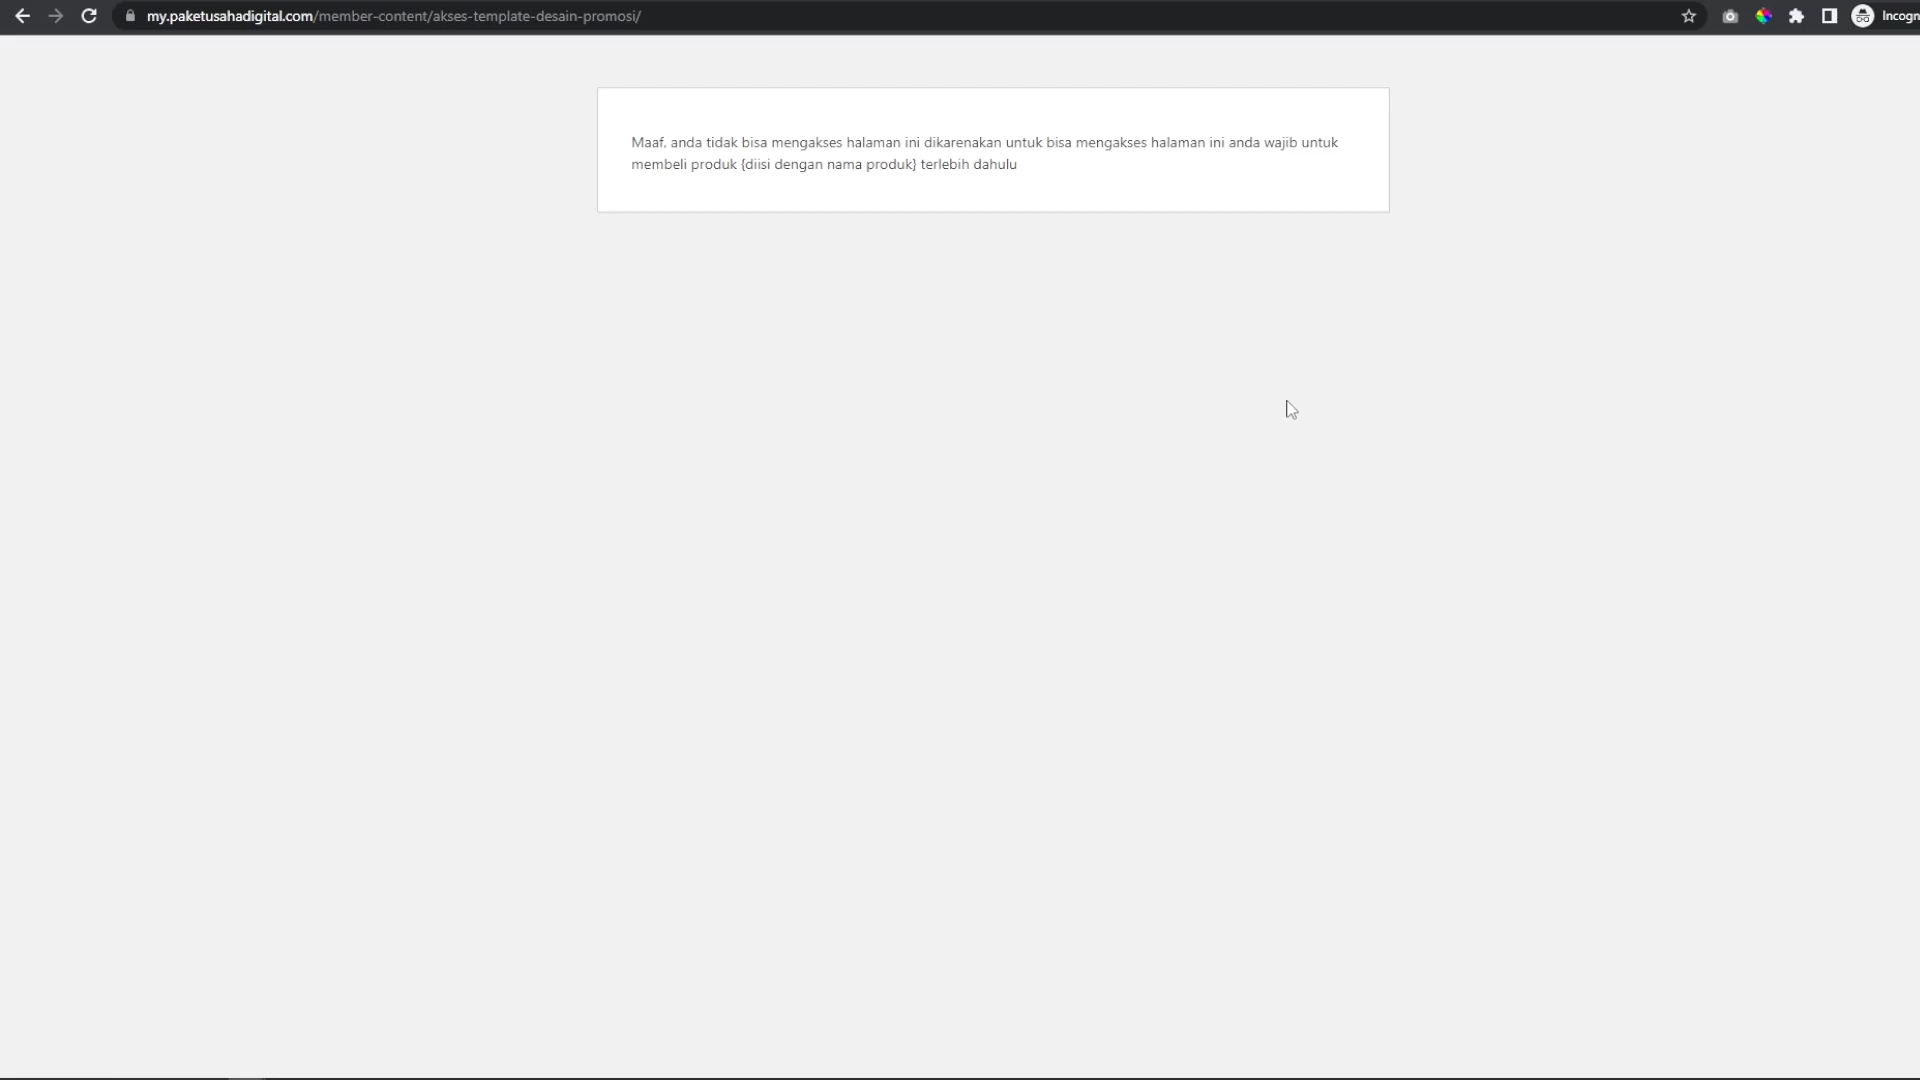 my.paketusahadigital.com/member-content/akses-template-desain-promosi/
Maaf, anda tidak bisa mengakses halaman ini dikarenakan untuk bisa mengakses halaman ini anda wajib untuk
membeli produk {diisi dengan nama produk} terlebih dahulu
Incogn